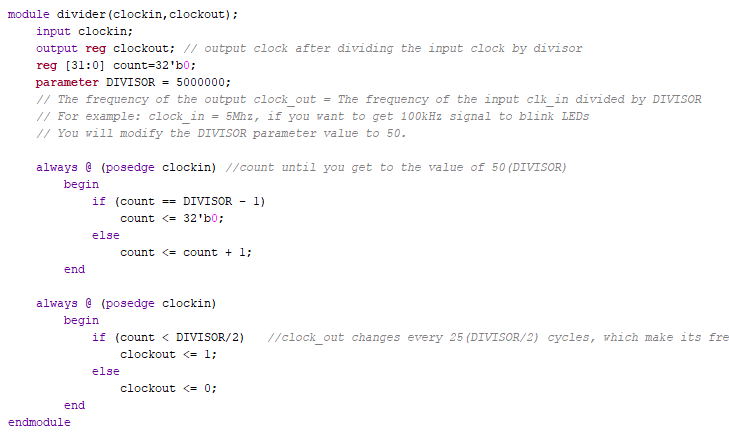 module divider(clockin,clockout);
    input clockin;
    output reg clockout; // output clock after dividing the input clock by divisor
    reg [31:0] count=32'b0;
    parameter DIVISOR = 5000000;
    // The frequency of the output clock_out = The frequency of the input clk_in divided by DIVISOR
    // For example: clock_in = 5Mhz, if you want to get 100kHz signal to blink LEDs
    // You will modify the DIVISOR parameter value to 50.
    always @ (posedge clockin) //count until you get to the value of 50(DIVISOR)
        begin
            if (count == DIVISOR - 1)
                count <= 32'b0;
            else
                count <= count + 1;
        end
    always @ (posedge clockin)
        begin
            if (count < DIVISOR/2)   //clock_out changes every 25(DIVISOR/2) cycles, which make its fre
                clockout <= 1;
            else
                clockout <= 0;
        end
endmodule